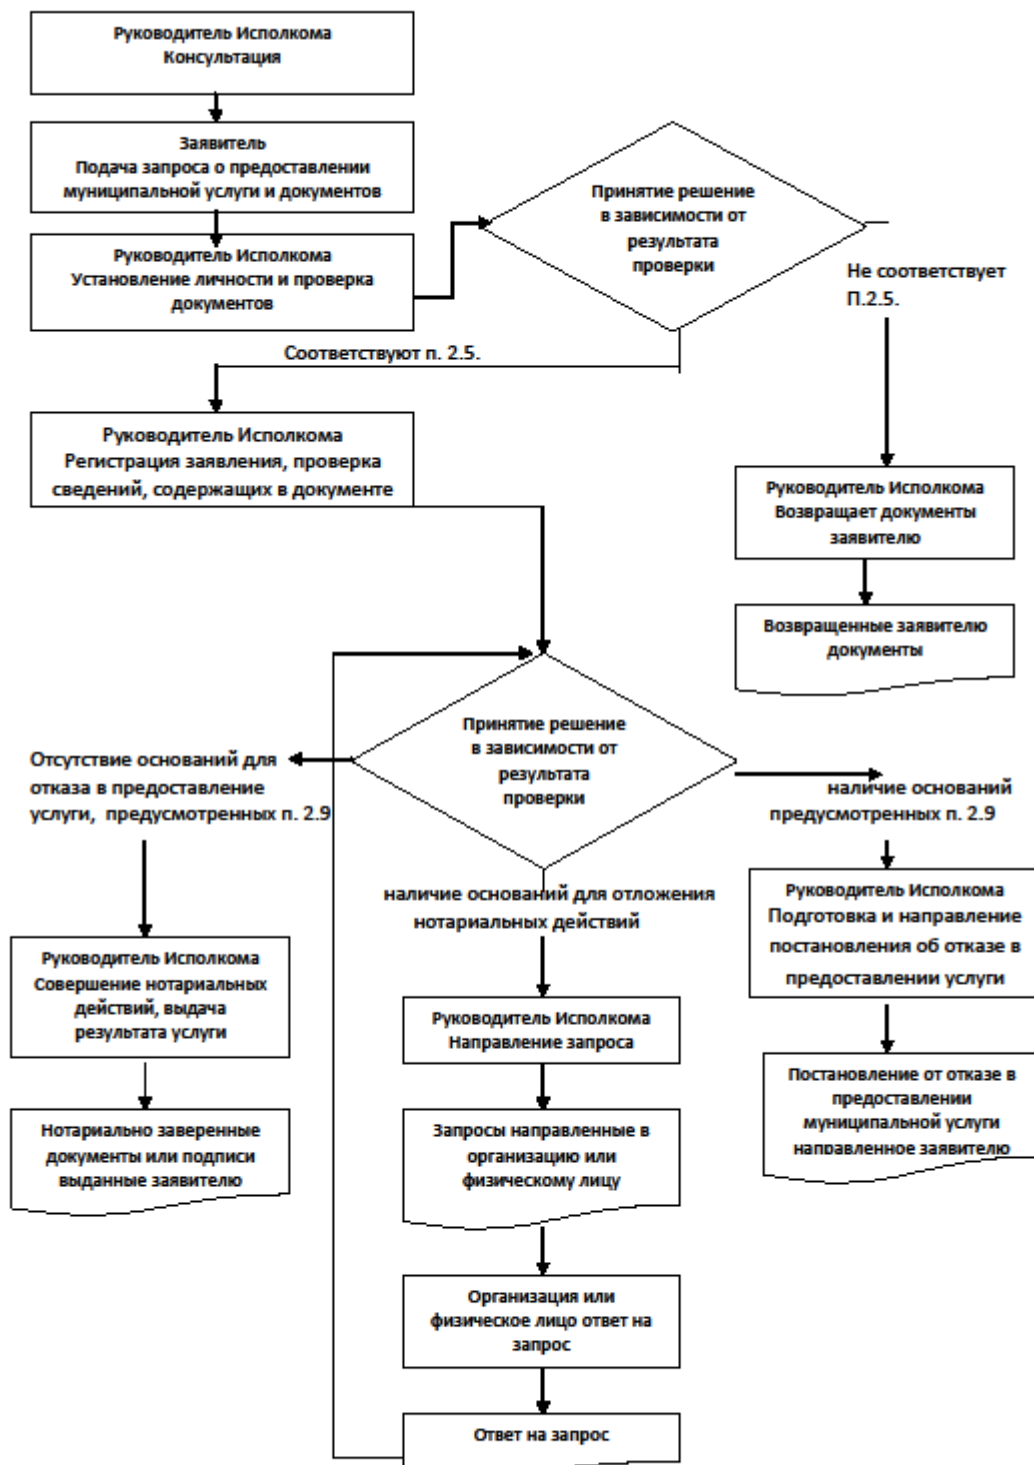 Руководитель Исполкома
Консультация
Заявитель
Подача запроса о предоставлении
муниципальной услуги и документов
Руководитель Исполкома
Установление личности и проверка
документов
Принятие решение
в зависимости от
результата
проверки
Не соответствует
П.2.5.
Соответствуют п. 2.5.
Руководитель Исполкома
Регистрация заявления, проверка
сведений, содержащих в документе
Руководитель Исполкома
Возвращает документы
заявителю
Возвращенные заявителю
документы
Принятие решение
в зависимости от
результата
проверки
Отсутствие оснований для
отказа в предоставление
услуги, предусмотренных п. 2.9
наличие оснований
предусмотренных п. 2.9
наличие оснований для отложения
нотариальных действий
Руководитель Исполкома
Подготовка и направление
постановления об отказе в
предоставлении услуги
Руководитель Исполкома
Совершение нотариальных
действий, выдача
результата услуги
Руководитель Исполкома
Направление запроса
Постановление от отказе в
предоставлении
муниципальной услуги
направленное заявителю
Нотариально заверенные
документы или подписи
выданные заявителю
Запросы направленные в
организацию или
физическому лицу
Организация или
физическое лицо ответ на
запрос
Ответ на запрос